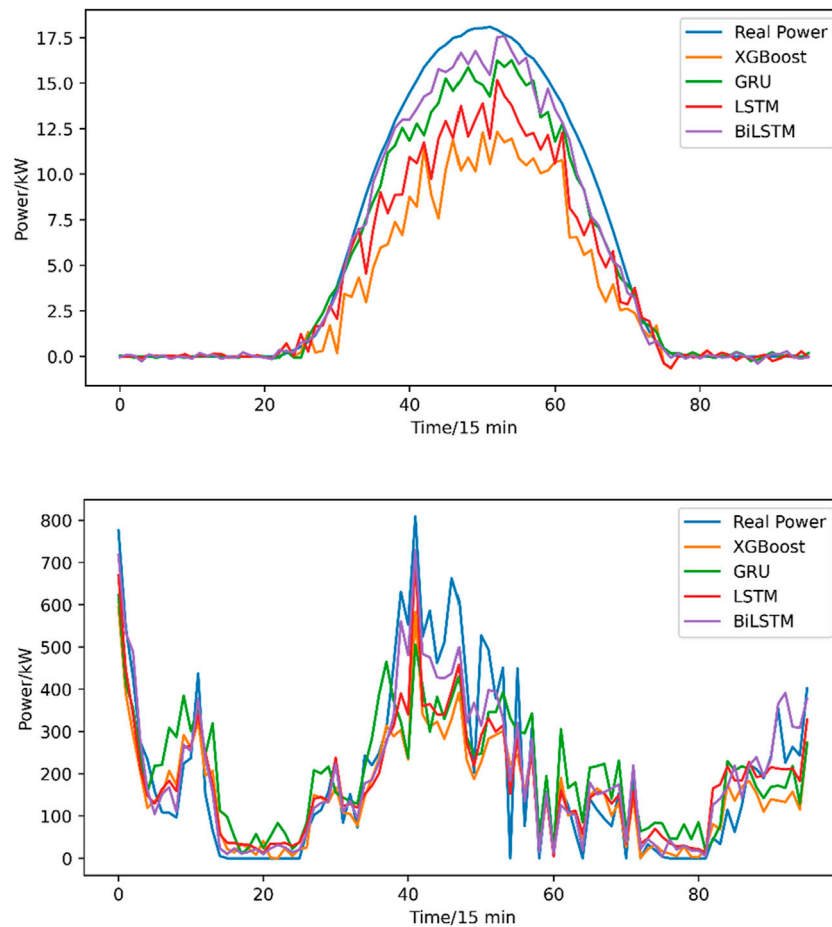 17.5
15.0
12.5
10.0
7.5
5.0
2.5
0.0
Power/kW
Real Power
XGBoost
GRU
LSTM
BiLSTM
0 20 40 60 80
Time/15 min
800
700
600
500
400
300
200
100
0
Power/kW
Real Power
XGBoost
GRU
LSTM
BiLSTM
0 20 40 60 80
Time/15 min